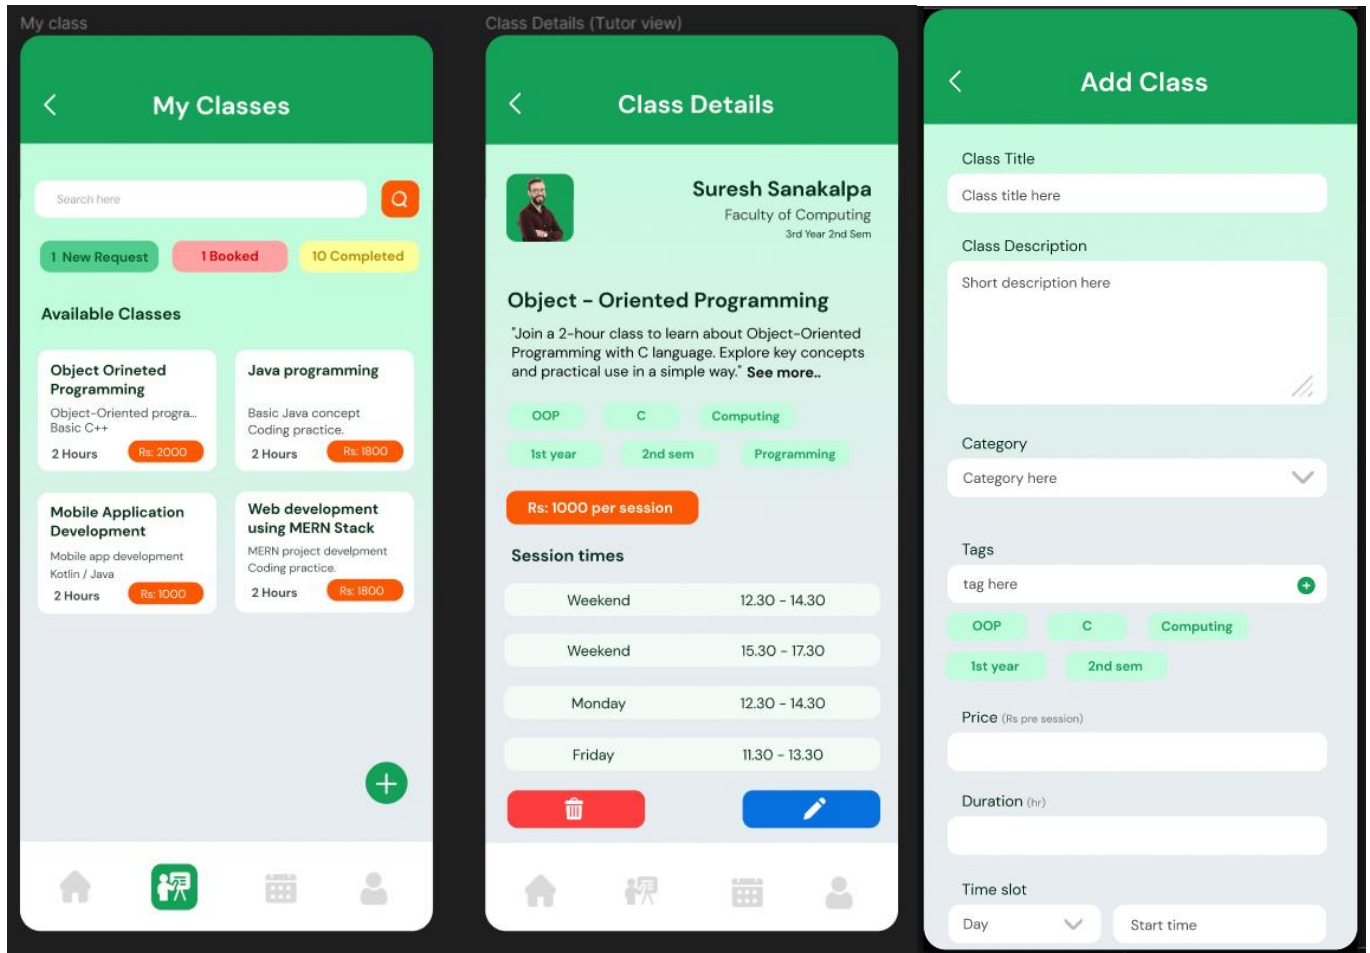 My class
My Classes
Search here
1 New Request
1 Booked
10 Completed
Available Classes
Object Orineted
Programming
Object-Oriented progra...
Basic C++
2 Hours
Rs: 2000
Java programming
Basic Java concept
Coding practice.
2 Hours
Rs: 1800
Mobile Application
Development
Mobile app development
Kotlin / Java
2 Hours
Rs: 1000
Web development
using MERN Stack
MERN project develpment
Coding practice.
2 Hours
Rs: 1800
Class Details (Tutor view)
Class Details
Suresh Sanakalpa
Faculty of Computing
3rd Year 2nd Sem
Object - Oriented Programming
"Join a 2-hour class to learn about Object-Oriented
Programming with C language. Explore key concepts
and practical use in a simple way." See more..
OOP C Computing
1st year 2nd sem Programming
Rs: 1000 per session
Session times
Weekend 12.30 - 14.30
Weekend 15.30 - 17.30
Monday 12.30 - 14.30
Friday 11.30 - 13.30
Add Class
Class Title
Class title here
Class Description
Short description here
Category
Category here
Tags
tag here
OOP C Computing
1st year 2nd sem
Price (Rs pre session)
Duration (hr)
Time slot
Day Start time